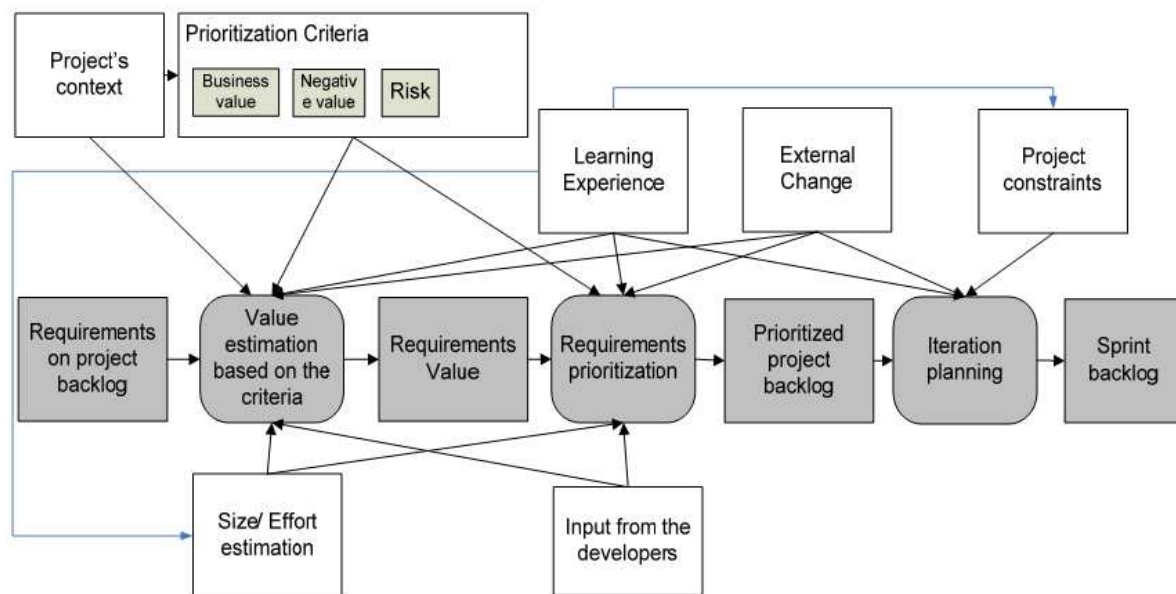 Project's
context
Prioritization Criteria
Business
value
Negativ
e value
Risk
Learning
Experience
External
Change
Project
constraints
Requirements
on project
backlog
Value
estimation
based on the
criteria
Requirements
Value
Requirements
prioritization
Prioritized
project
backlog
Iteration
planning
Sprint
backlog
Size/ Effort
estimation
Input from the
developers